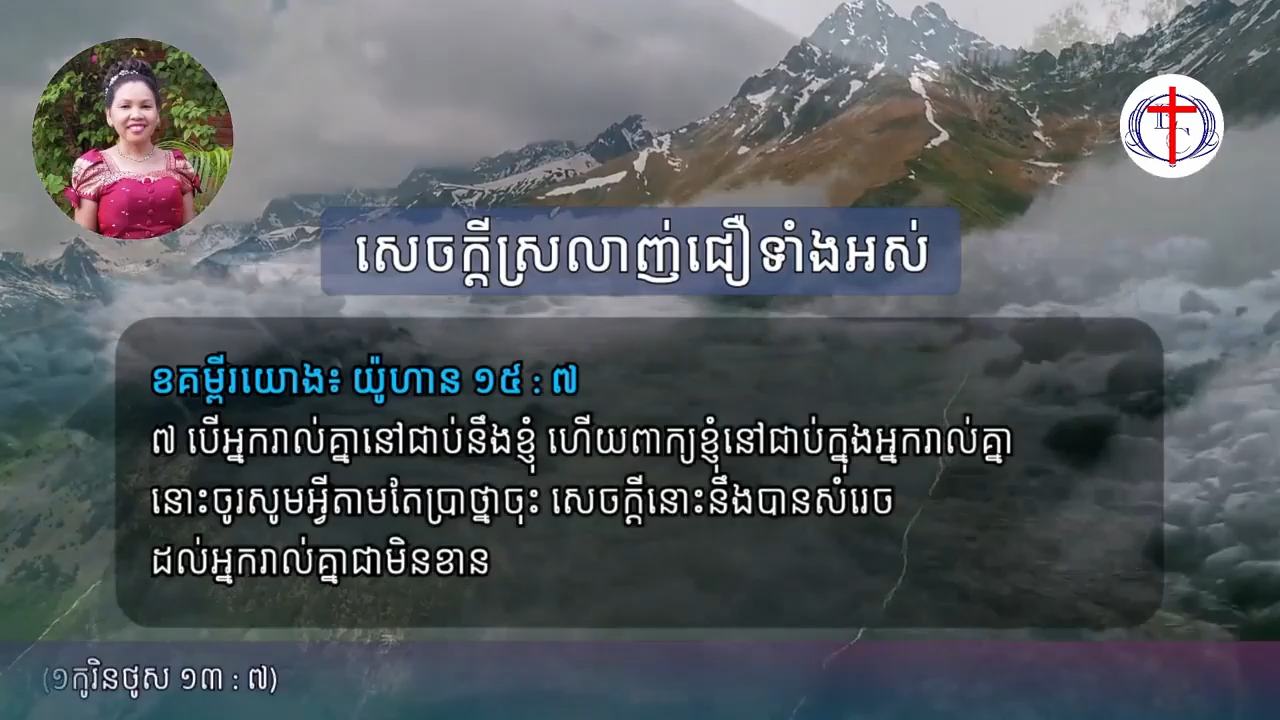 LC
សេចក្ដីស្រលាញ់ជឿទាំងអស់
ខគម្ពីរយោង៖ យ៉ូហាន ១៥ : ៧
៧ បើអ្នករាល់គ្នានៅជាប់នឹងខ្ញុំ ហើយពាក្យខ្ញុំនៅជាប់ក្នុងអ្នករាល់គ្នា
នោះចូរសូមអ្វីតាមតែប្រាថ្នាចុះ សេចក្ដីនោះនឹងបានសំរេច
ដល់អ្នករាល់គ្នាជាមិនខាន
(១កូរិនថូស ១៣ : ៧)